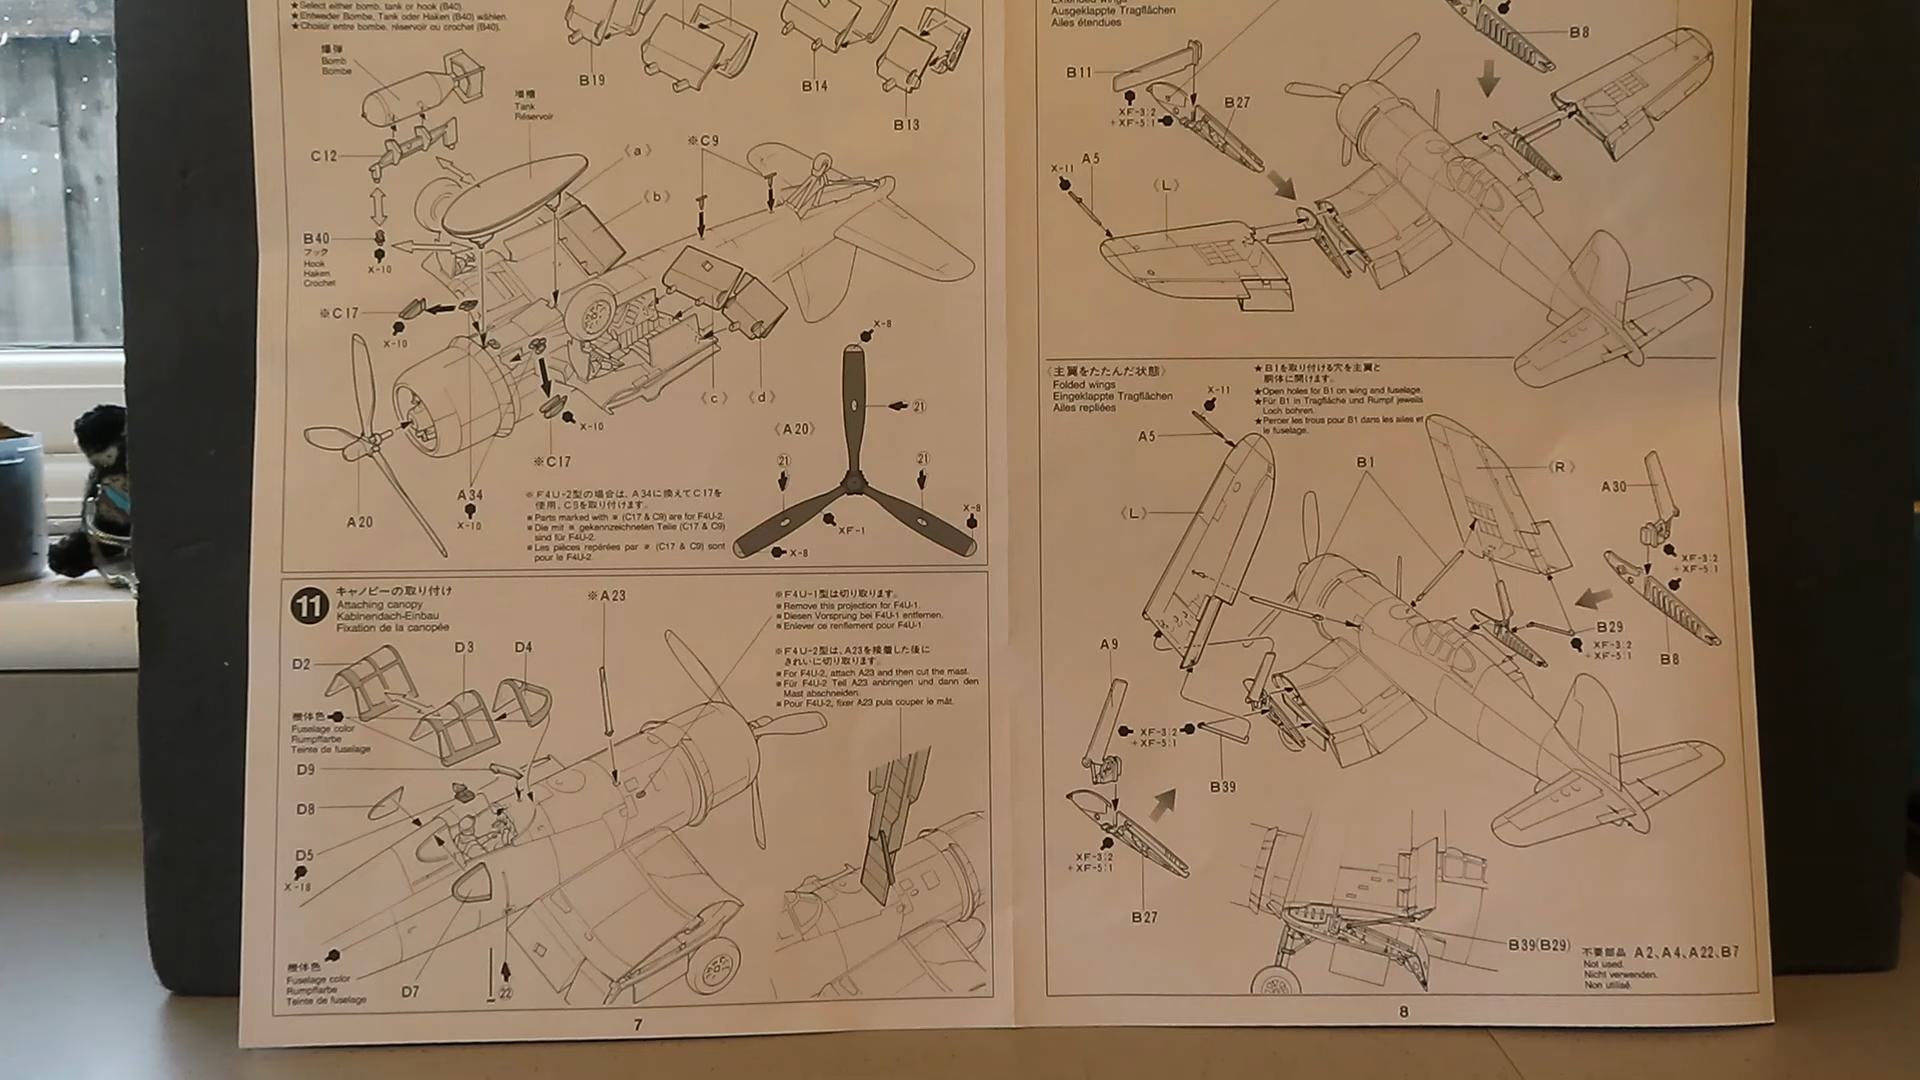 ★Select either bomb, tank or hook (B40).
★Entweder Bombe, Tank oder Haken (B40) wählen.
★Choisir entre bombe, réservoir ou crochet (B40).
爆弾
Bomb
Bombe
増槽
Tank
Réservoir
B19
B14
B13
C12
《a》
※C9
《b》
B40
フック
Hook
Haken
Crochet
X-10
※C17
X-10
X-8
《c》
《d》
21
X-10
《A20》
※C17
21
21
A34
X-10
A20
※F4U-2型の場合は、A34に換えてC17を
使用、C9を取り付けます。
※Parts marked with ※ (C17 & C9) are for F4U-2.
※Die mit ※ gekennzeichneten Teile (C17 & C9)
sind für F4U-2.
※Les pièces repérées par ※ (C17 & C9) sont
pour le F4U-2.
XF-1
X-8
X-8
11
キャノピーの取り付け
Attaching canopy
Kabinendach-Einbau
Fixation de la canopée
※A23
※F4U-1型は切り取ります。
※Remove this projection for F4U-1.
※Diesen Vorsprung bei F4U-1 entfernen.
※Enlever ce renflement pour F4U-1.
※F4U-2型は、A23を接着した後に
きれいに切り取ります。
※For F4U-2, attach A23 and then cut the mast.
※Für F4U-2 Teil A23 anbringen und dann den
Mast abschneiden.
※Pour F4U-2, fixer A23 puis couper le mât.
D2
D3
D4
機体色
Fuselage color
Rumpffarbe
Teinte de fuselage
D9
D8
D5
X-18
機体色
Fuselage color
Rumpffarbe
Teinte de fuselage
D7
22
7
Ausgeklappte Tragflächen
Ailes étendues
B8
B11
B27
XF-3:2
+XF-5:1
A5
X-11
《L》
《主翼をたたんだ状態》
Folded wings
Eingeklappte Tragflächen
Ailes repliées
★B1を取り付ける穴を主翼と
胴体に開けます。
★Open holes for B1 on wing and fuselage.
★Für B1 in Tragfläche und Rumpf jeweils
Loch bohren.
★Percer les trous pour B1 dans les ailes et
le fuselage.
X-11
A5
B1
《R》
A30
《L》
XF-3:2
+XF-5:1
B29
XF-3:2
+XF-5:1
B8
A9
XF-3:2
+XF-5:1
B39
XF-3:2
+XF-5:1
B27
B39(B29)
不要部品 A2、A4、A22、B7
Not used.
Nicht verwenden.
Non utilisé.
8